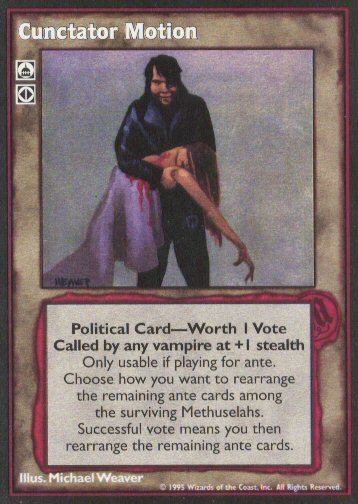 Cunctator Motion
WEAVER
Political Card—Worth 1 Vote
Called by any vampire at +1 stealth
Only usable if playing for ante.
Choose how you want to rearrange
the remaining ante cards among
the surviving Methuselahs.
Successful vote means you then
rearrange the remaining ante cards.
Illus. Michael Weaver
© 1995 Wizards of the Coast, Inc. All Rights Reserved.